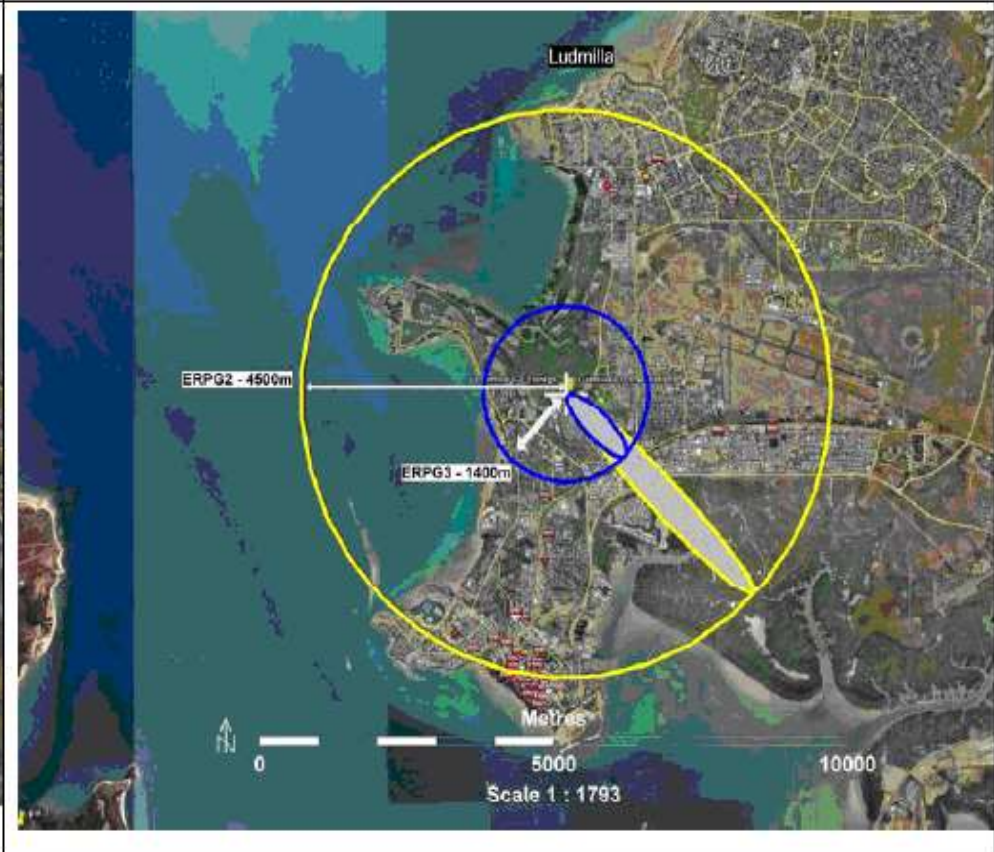 Ludmilla
ERPG2 - 4500m
ERPG3 - 1400m
Metres
N
0 5000 10000
Scale 1 : 1793